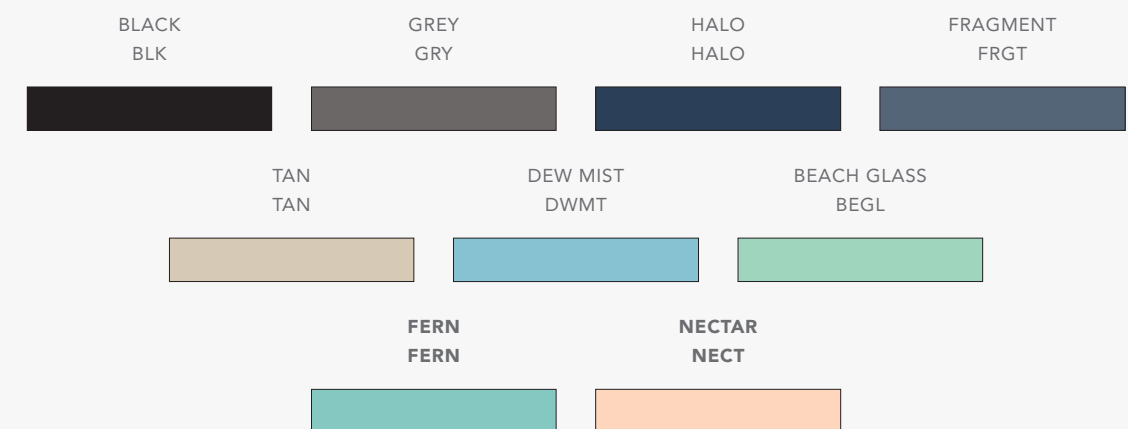 BLACK GREY HALO FRAGMENT
BLK GRY HALO FRGT
TAN DEW MIST BEACH GLASS
TAN DWMT BEGL
FERN NECTAR
FERN NECT